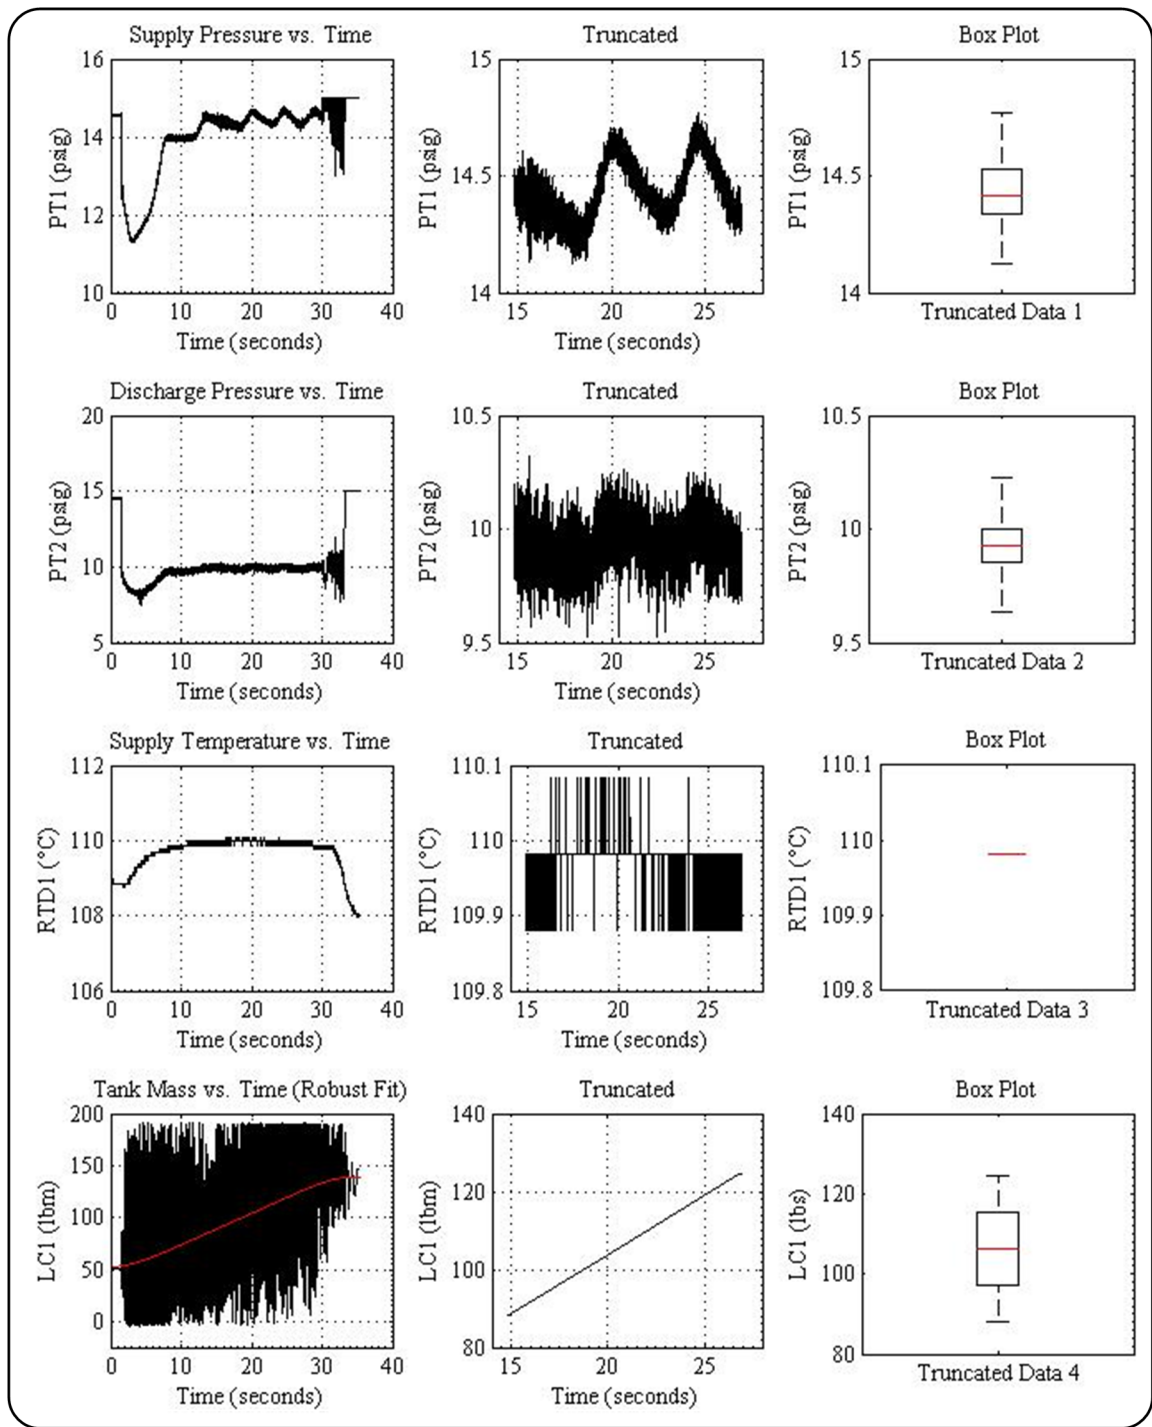 Supply Pressure vs. Time
16
14
12
10
PT1 (psig)
0 10 20 30 40
Time (seconds)
Truncated
15
14.5
14
PT1 (psig)
15 20 25
Time (seconds)
Box Plot
15
14.5
14
PT1 (psig)
Truncated Data 1
Discharge Pressure vs. Time
20
15
10
5
PT2 (psig)
0 10 20 30 40
Time (seconds)
Truncated
10.5
10
9.5
PT2 (psig)
15 20 25
Time (seconds)
Box Plot
10.5
10
9.5
PT2 (psig)
Truncated Data 2
Supply Temperature vs. Time
112
110
108
106
RTD1 (°C)
0 10 20 30 40
Time (seconds)
Truncated
110.1
110
109.9
109.8
RTD1 (°C)
15 20 25
Time (seconds)
Box Plot
110.1
110
109.9
109.8
RTD1 (°C)
Truncated Data 3
Tank Mass vs. Time (Robust Fit)
200
150
100
50
0
LC1 (lbm)
0 10 20 30 40
Time (seconds)
Truncated
140
120
100
80
LC1 (lbm)
15 20 25
Time (seconds)
Box Plot
140
120
100
80
LC1 (lbs)
Truncated Data 4